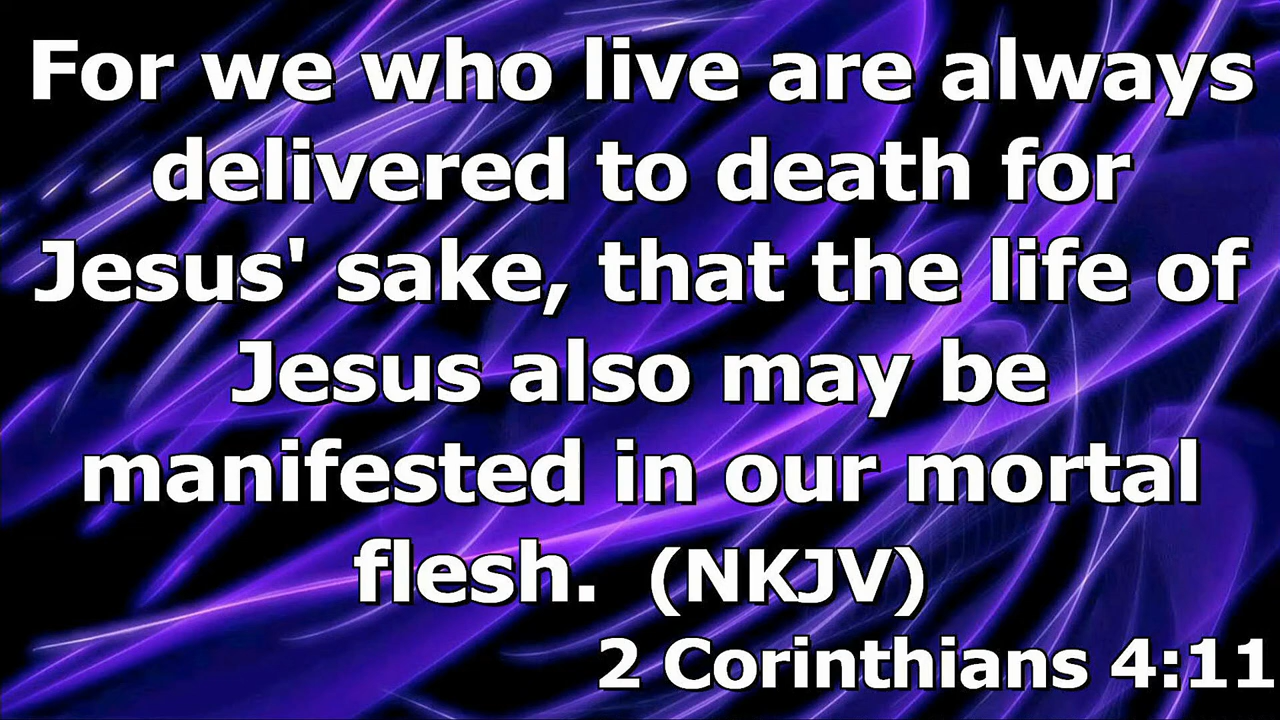 For we who live are always
delivered to death for
Jesus' sake, that the life of
Jesus also may be
manifested in our mortal
flesh.  (NKJV)
2 Corinthians 4:11